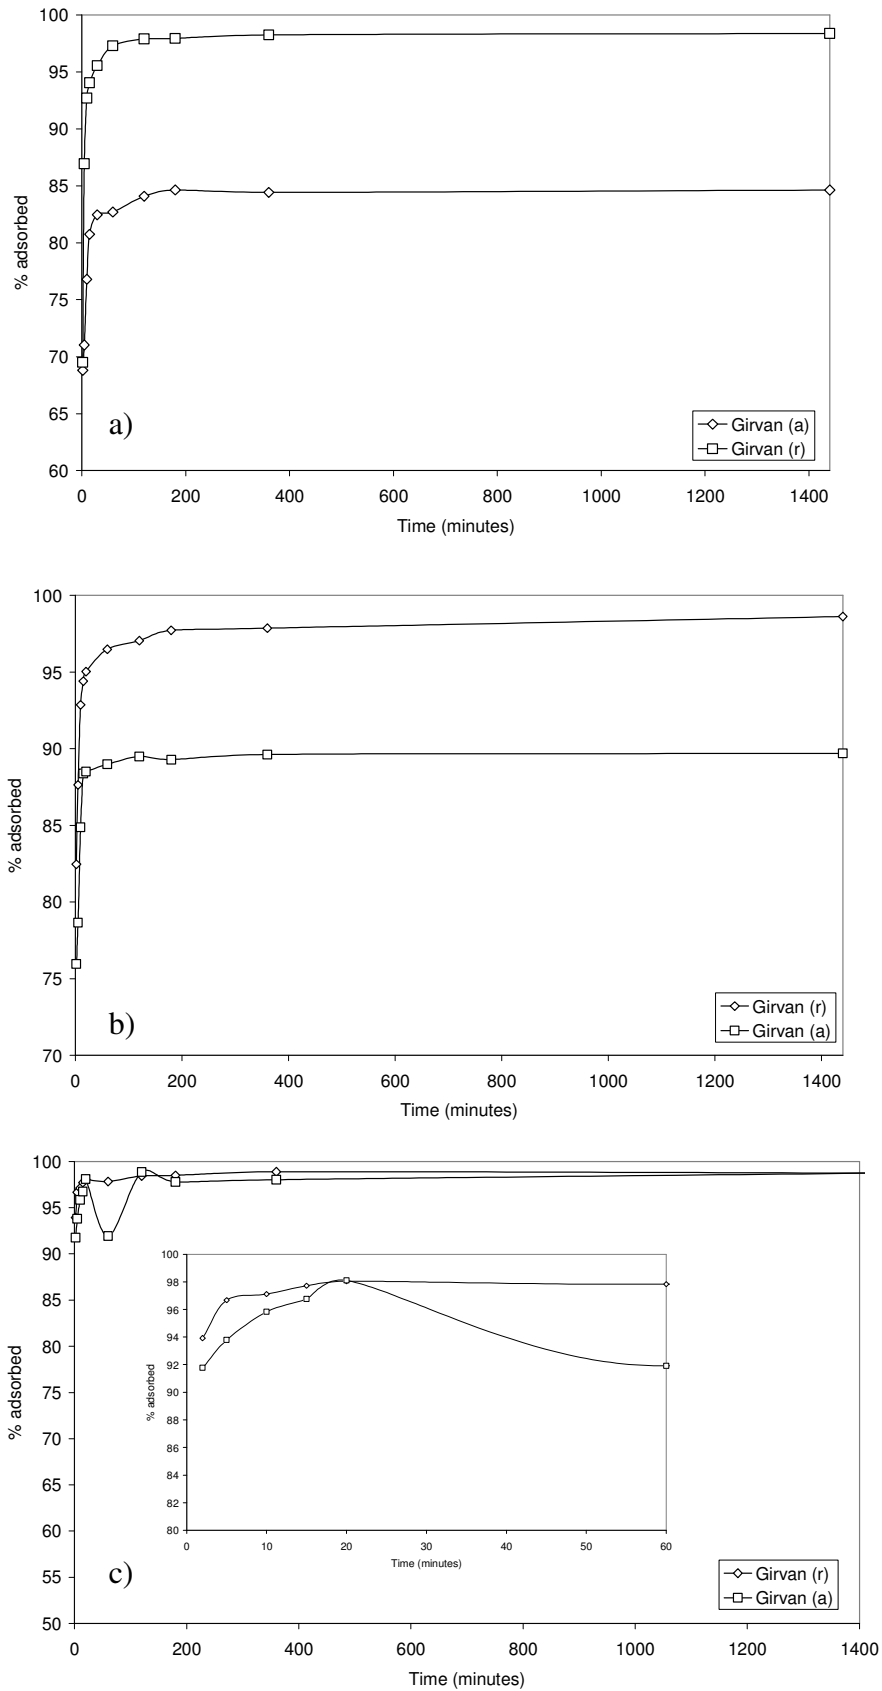 100
95
90
85
80
75
70
65
60
% adsorbed
a)
Girvan (a)
Girvan (r)
0 200 400 600 800 1000 1200 1400
Time (minutes)
100
95
90
85
80
75
70
% adsorbed
b)
Girvan (r)
Girvan (a)
0 200 400 600 800 1000 1200 1400
Time (minutes)
100
95
90
85
80
75
70
65
60
55
50
% adsorbed
100
98
96
94
92
90
88
86
84
82
80
% adsorbed
0 10 20 30 40 50 60
Time (minutes)
c)
Girvan (r)
Girvan (a)
0 200 400 600 800 1000 1200 1400
Time (minutes)